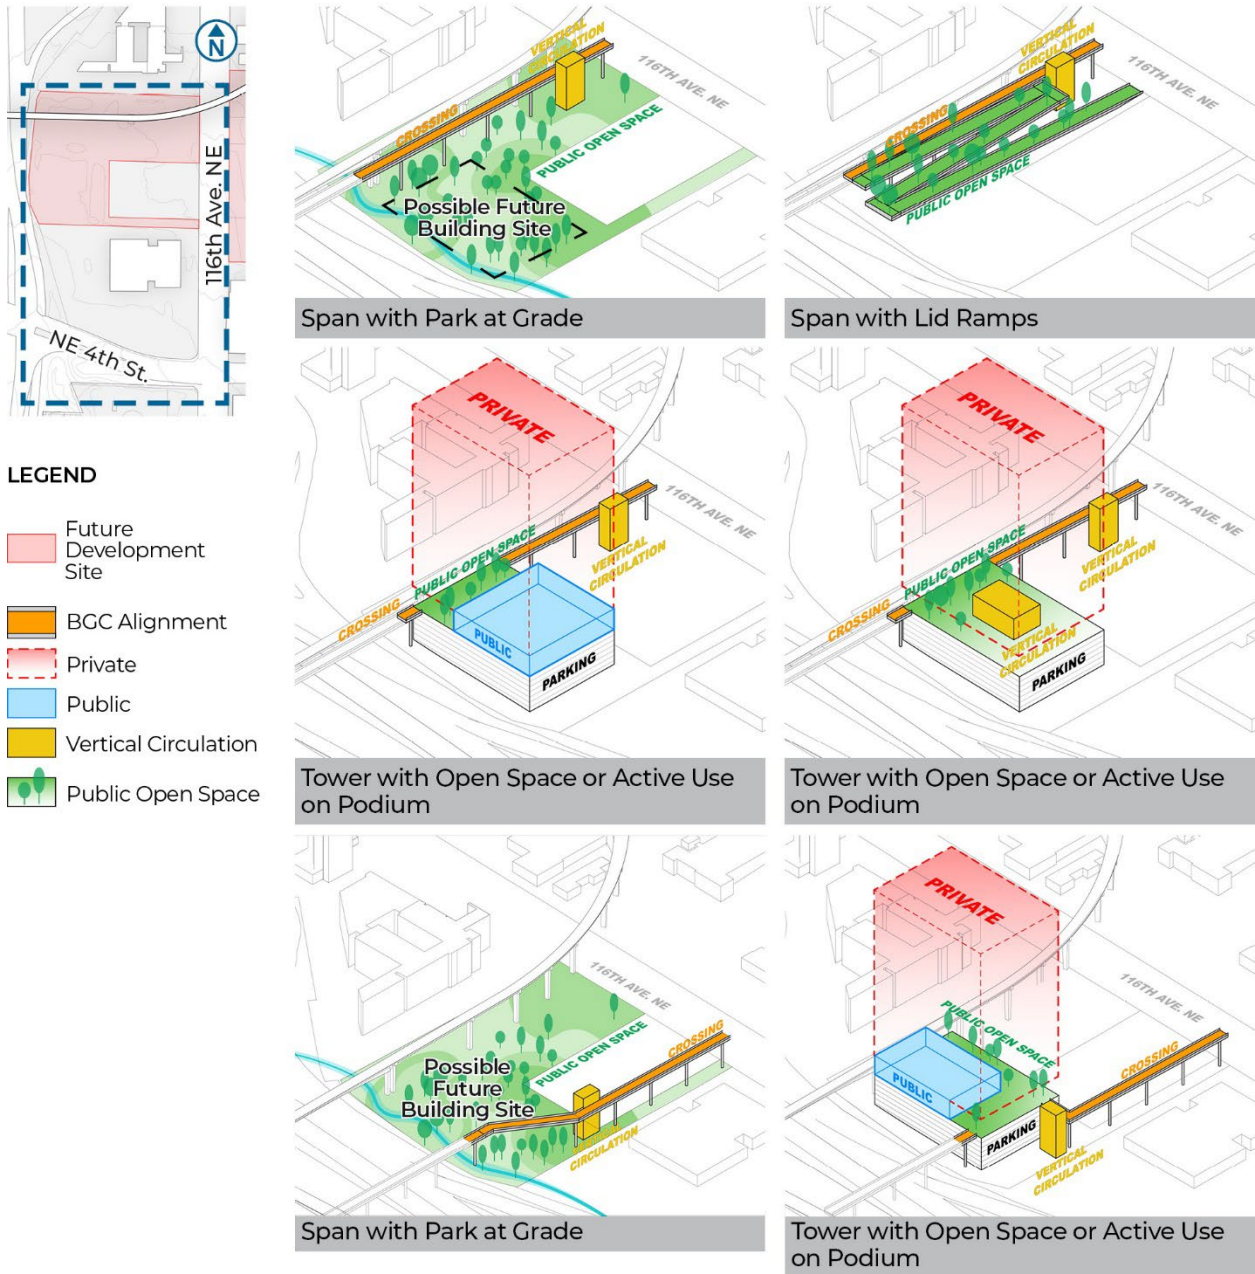 N
116th Ave. NE
NE 4th St.
LEGEND
Future
Development
Site
BGC Alignment
Private
Public
Vertical Circulation
Public Open Space
VERTICAL
CIRCULATION
116TH AVE. NE
CROSSING
PUBLIC OPEN SPACE
Possible Future
Building Site
Span with Park at Grade
VERTICAL
CIRCULATION
116TH AVE. NE
CROSSING
PUBLIC OPEN SPACE
Span with Lid Ramps
PRIVATE
116TH AVE. NE
PUBLIC OPEN SPACE
VERTICAL
CIRCULATION
CROSSING
PUBLIC
PARKING
Tower with Open Space or Active Use
on Podium
PRIVATE
116TH AVE. NE
PUBLIC OPEN SPACE
VERTICAL
CIRCULATION
CROSSING
VERTICAL
CIRCULATION
PARKING
Tower with Open Space or Active Use
on Podium
116TH AVE. NE
PUBLIC OPEN SPACE
CROSSING
Possible
Future
Building Site
CIRCULATION
Span with Park at Grade
PRIVATE
116TH AVE. NE
PUBLIC OPEN SPACE
CROSSING
PUBLIC
PARKING
VERTICAL
CIRCULATION
Tower with Open Space or Active Use
on Podium